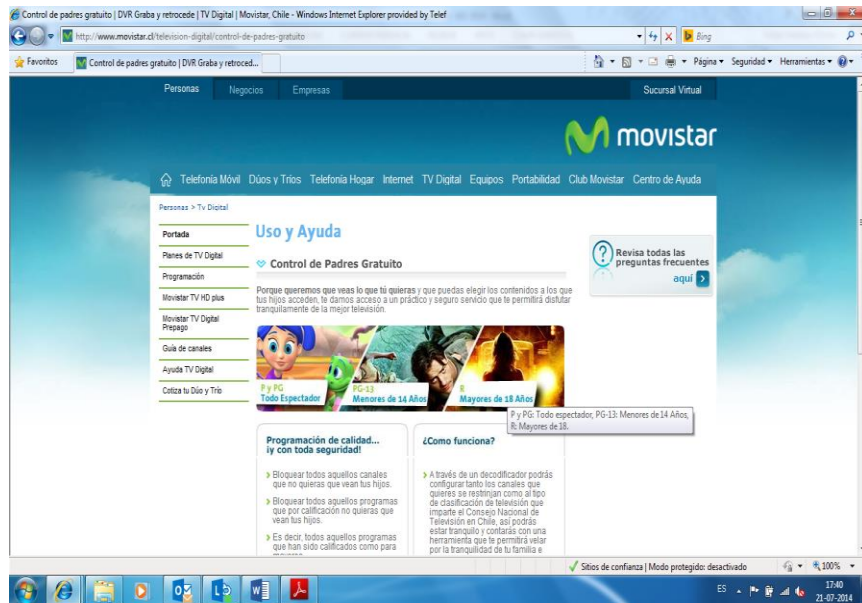 Control de padres gratuito | DVR Graba y retrocede | TV Digital | Movistar, Chile - Windows Internet Explorer provided by Telef
http://www.movistar.cl/television-digital/control-de-padres-gratuito
Bing
Favoritos
Control de padres gratuito | DVR Graba y retroced...
Página
Seguridad
Herramientas
Personas
Negocios
Empresas
Sucursal Virtual
movistar
Telefonía Móvil
Dúos y Tríos
Telefonía Hogar
Internet
TV Digital
Equipos
Portabilidad
Club Movistar
Centro de Ayuda
Personas > Tv Digital
Portada
Planes de TV Digital
Programación
Movistar TV HD plus
Movistar TV Digital
Prepago
Guía de canales
Ayuda TV Digital
Cotiza tu Dúo y Trío
Uso y Ayuda
Control de Padres Gratuito
Porque queremos que veas lo que tú quieras y que puedas elegir los contenidos a los que
tus hijos acceden, te damos acceso a un práctico y seguro servicio que te permitirá disfutar
tranquilamente de la mejor televisión.
P y PG
Todo Espectador
PG-13
Menores de 14 Años
R
Mayores de 18 Años
P y PG: Todo espectador, PG-13: Menores de 14 Años,
R: Mayores de 18.
Revisa todas las
preguntas frecuentes
aquí
Programación de calidad...
¡y con toda seguridad!
Bloquear todos aquellos canales
que no quieras que vean tus hijos.
Bloquear todos aquellos programas
que por calificación no quieras que
vean tus hijos.
Es decir, todos aquellos programas
que han sido calificados como para
¿Como funciona?
A través de un decodificador podrás
configurar tanto los canales que
quieres se restrinjan como al tipo
de clasificación de televisión que
imparte el Consejo Nacional de
Televisión en Chile, así podrás
estar tranquilo y contarás con una
herramienta que te permitirá velar
por la tranquilidad de tu familia e
Sitios de confianza | Modo protegido: desactivado
100%
ES
17:40
21-07-2014